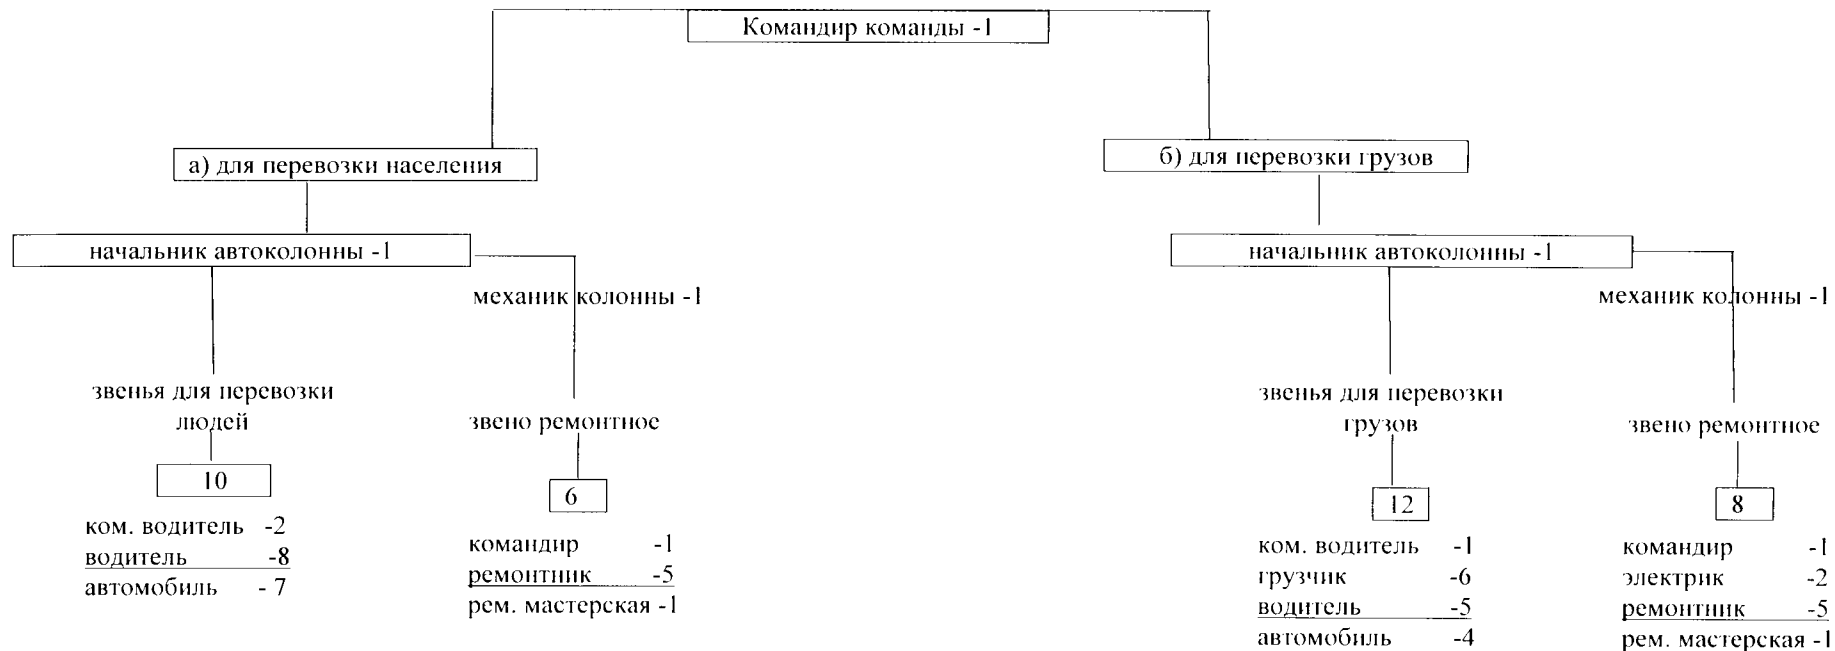 Командир команды -1
а) для перевозки населения
б) для перевозки грузов
начальник автоколонны -1
начальник автоколонны -1
механик колонны -1
механик колонны -1
звенья для перевозки
людей
звено ремонтное
звенья для перевозки
грузов
звено ремонтное
10
6
12
8
ком. водитель -2
водитель -8
автомобиль - 7
командир -1
ремонтник -5
рем. мастерская -1
ком. водитель -1
грузчик -6
водитель -5
автомобиль -4
командир -1
электрик -2
ремонтник -5
рем. мастерская -1